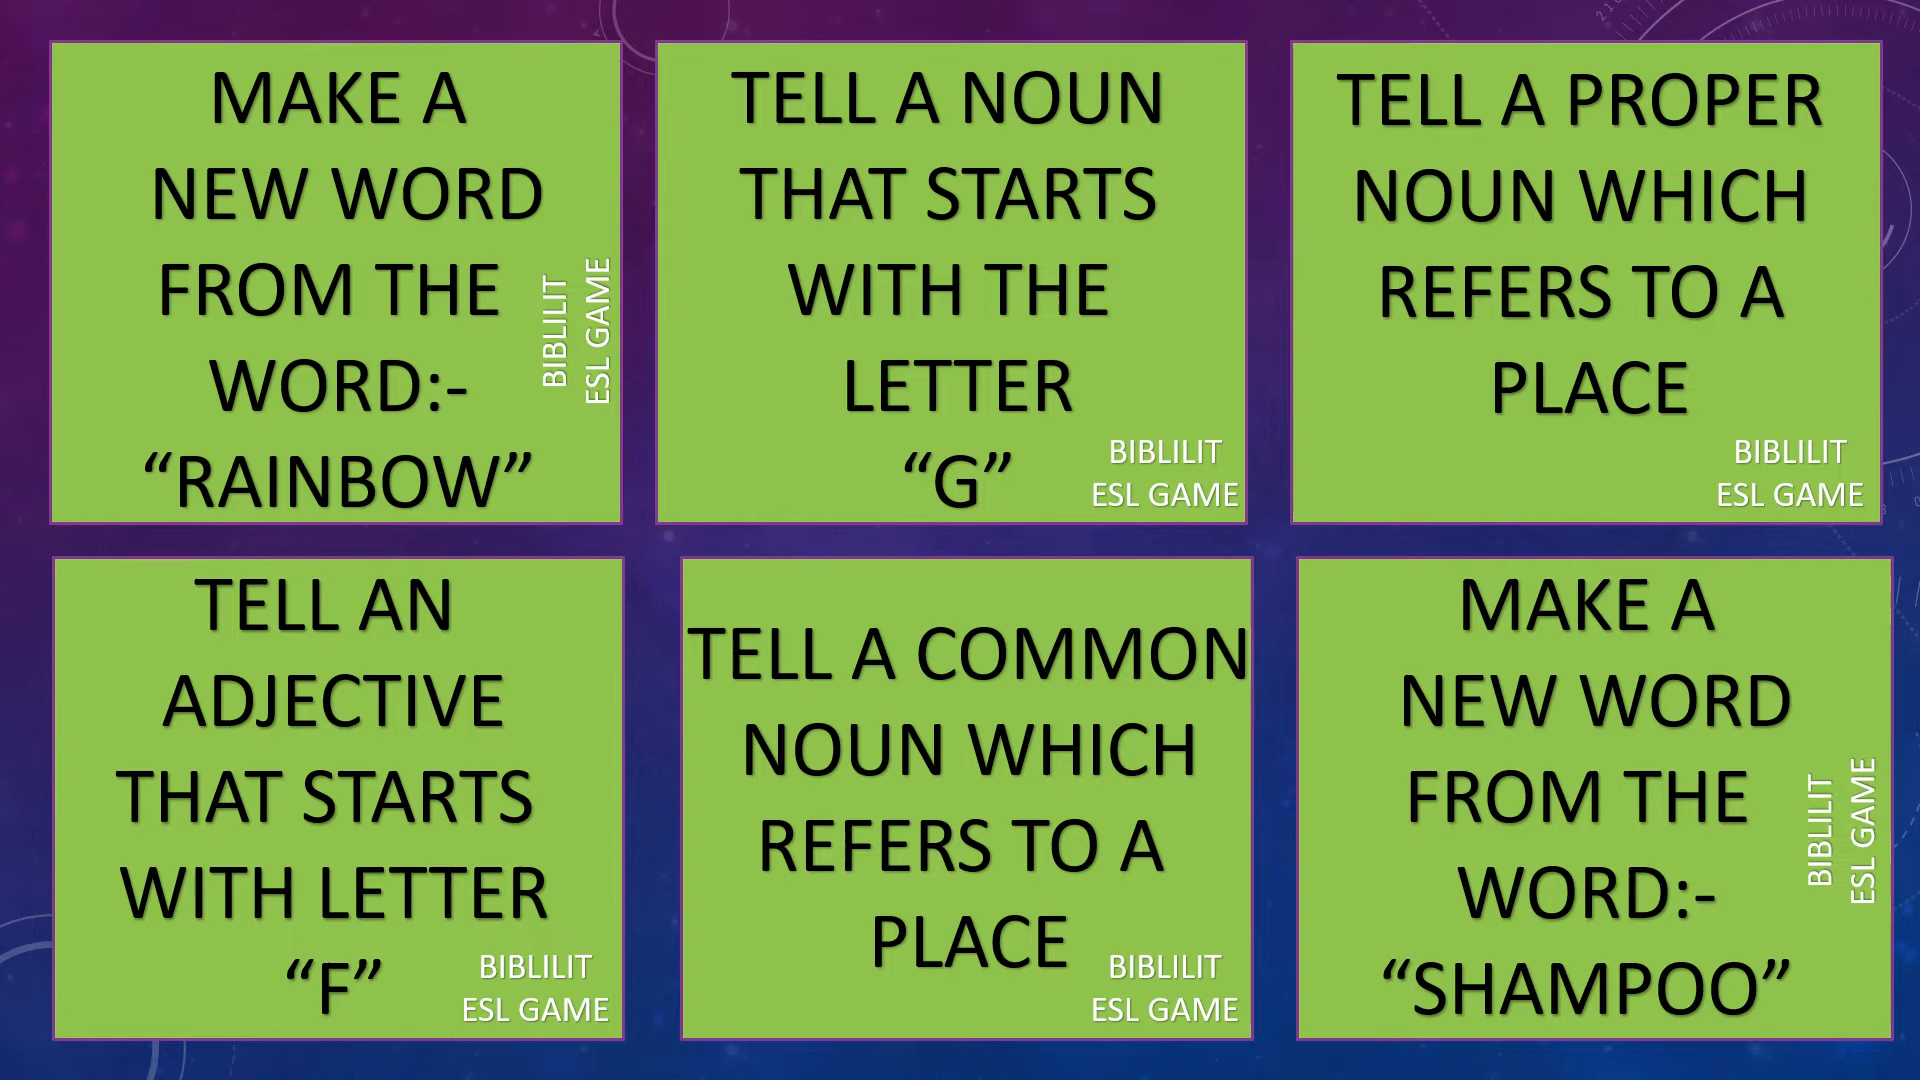 MAKE A
NEW WORD
FROM THE
WORD:-
“RAINBOW”
BIBLILIT
ESL GAME
TELL A NOUN
THAT STARTS
WITH THE
LETTER
“G”
BIBLILIT
ESL GAME
TELL A PROPER
NOUN WHICH
REFERS TO A
PLACE
BIBLILIT
ESL GAME
TELL AN
ADJECTIVE
THAT STARTS
WITH LETTER
“F”
BIBLILIT
ESL GAME
TELL A COMMON
NOUN WHICH
REFERS TO A
PLACE
BIBLILIT
ESL GAME
MAKE A
NEW WORD
FROM THE
WORD:-
“SHAMPOO”
BIBLILIT
ESL GAME